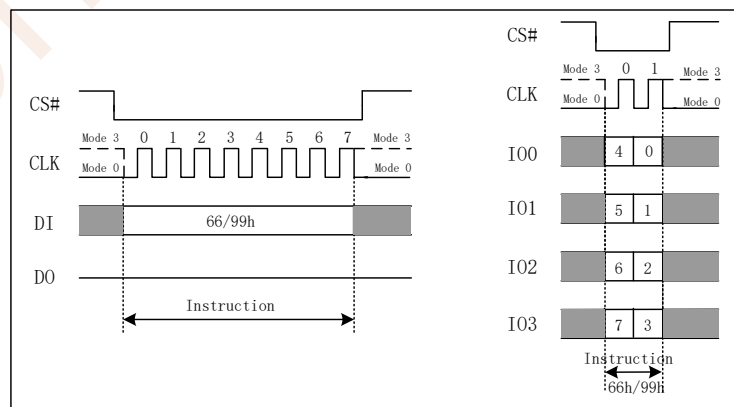 CS#
Mode 3 0 1 2 3 4 5 6 7 Mode 3
CLK
Mode 0 Mode 0
DI 66/99h
DO
Instruction
CS#
Mode 3 0 1 Mode 3
CLK
Mode 0 Mode 0
IO0 4 0
IO1 5 1
IO2 6 2
IO3 7 3
Instruction
66h/99h